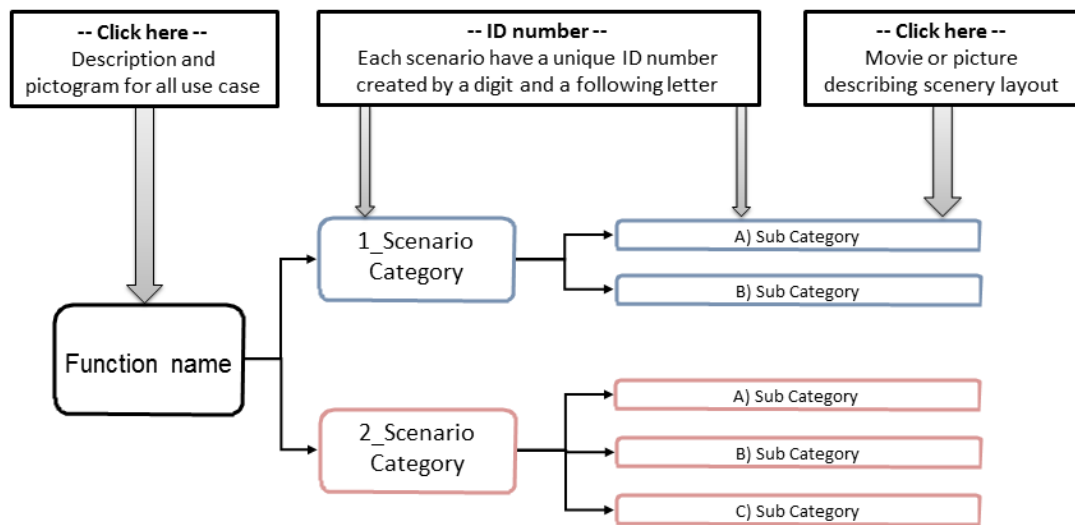 -- Click here --
Description and
pictogram for all use case
-- ID number --
Each scenario have a unique ID number
created by a digit and a following letter
-- Click here --
Movie or picture
describing scenery layout
Function name
1_Scenario
Category
A) Sub Category
B) Sub Category
2_Scenario
Category
A) Sub Category
B) Sub Category
C) Sub Category